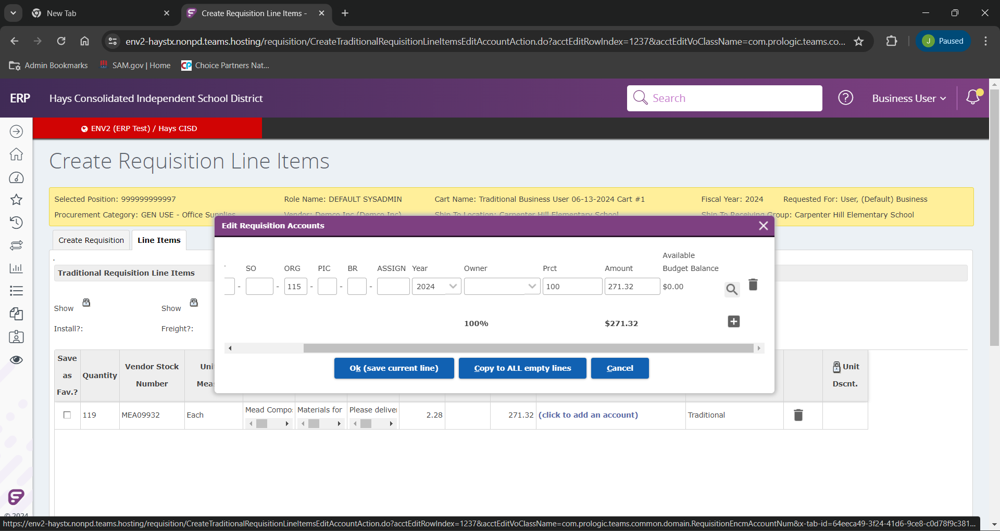 New Tab
Create Requisition Line Items -
env2-haystx.nonpd.teams.hosting/requisition/CreateTraditionalRequisitionLineItemsEditAccountAction.do?acctEditRowIndex=1237&acctEditVoClassName=com.prologic.teams.co...
J Paused
Admin Bookmarks
SAM.gov | Home
CP Choice Partners Nat...
ERP Hays Consolidated Independent School District
Search
Business User
ENV2 (ERP Test) / Hays CISD
Create Requisition Line Items
Selected Position: 999999999997 Role Name: DEFAULT SYSADMIN Cart Name: Traditional Business User 06-13-2024 Cart #1 Fiscal Year: 2024 Requested For: User, (Default) Business
Procurement Category: GEN USE - Office Supplies Vendor: Demco Inc (Demco Inc) Ship To Location: Carpenter Hill Elementary School Ship To Receiving Group: Carpenter Hill Elementary School
Create Requisition Line Items
.
Traditional Requisition Line Items
Show Show
Install?: Freight?:
Edit Requisition Accounts
Available
SO ORG PIC BR ASSIGN Year Owner Prct Amount Budget Balance
- - 115 - - - 2024 100 271.32 $0.00
100% $271.32
Ok (save current line) Copy to ALL empty lines Cancel
Save as Fav.?
Quantity
Vendor Stock Number
Uni
Mea
Unit Dscnt.
119 MEA09932 Each Mead Compo Materials for Please delive 2.28 271.32 (click to add an account) Traditional
© 2024
https://env2-haystx.nonpd.teams.hosting/requisition/CreateTraditionalRequisitionLineItemsEditAccountAction.do?acctEditRowIndex=1237&acctEditVoClassName=com.prologic.teams.common.domain.RequisitionEncmAccountNum&x-tab-id=64eeca49-3f24-41d6-9ce8-c0d78f9c381...